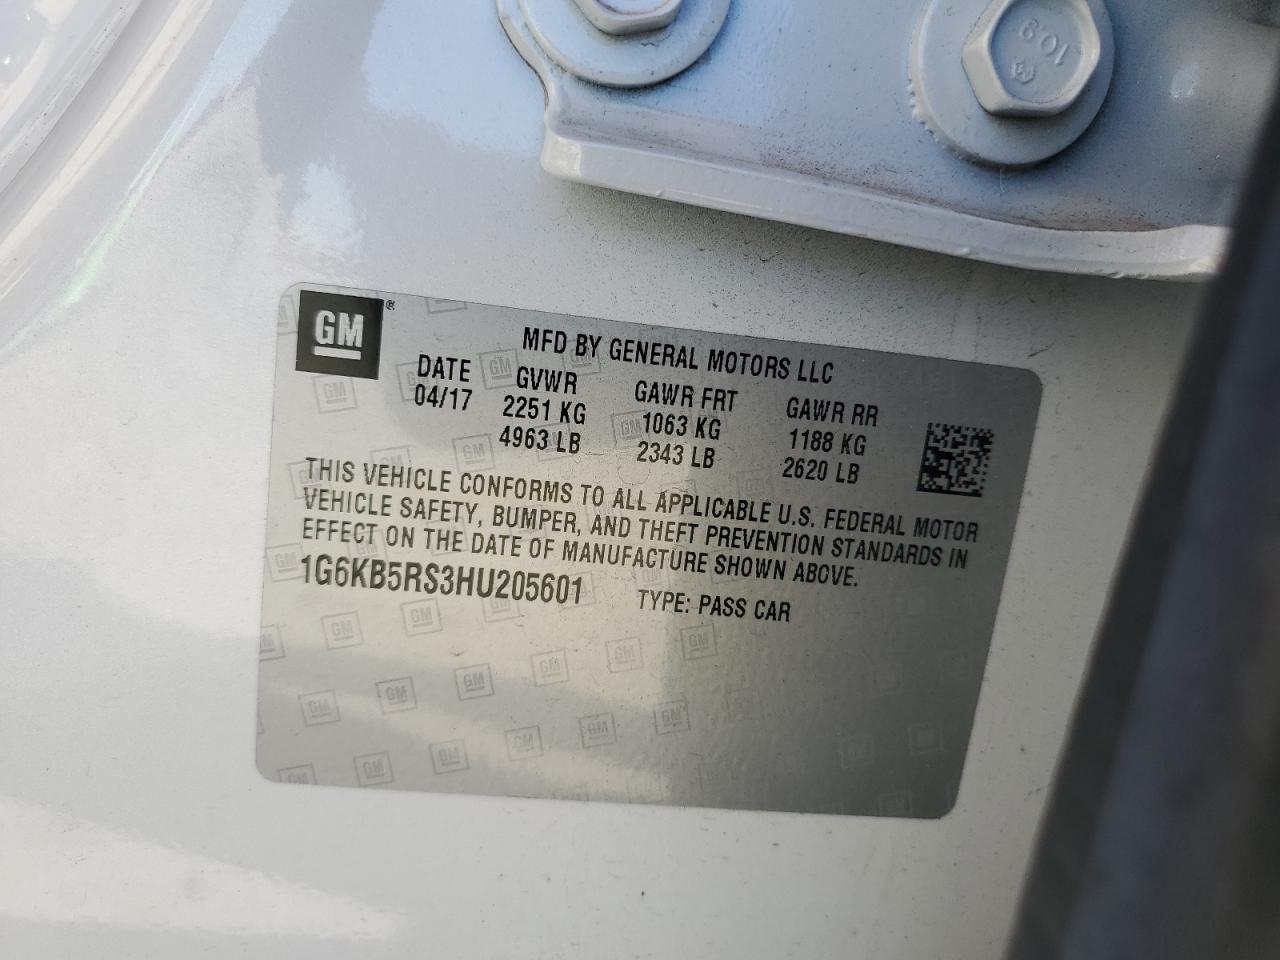 10.9
GM ®
MFD BY GENERAL MOTORS LLC
DATE GVWR GAWR FRT GAWR RR
04/17 2251 KG 1063 KG 1188 KG
4963 LB 2343 LB 2620 LB
THIS VEHICLE CONFORMS TO ALL APPLICABLE U.S. FEDERAL MOTOR
VEHICLE SAFETY, BUMPER, AND THEFT PREVENTION STANDARDS IN
EFFECT ON THE DATE OF MANUFACTURE SHOWN ABOVE.
1G6KB5RS3HU205601 TYPE: PASS CAR